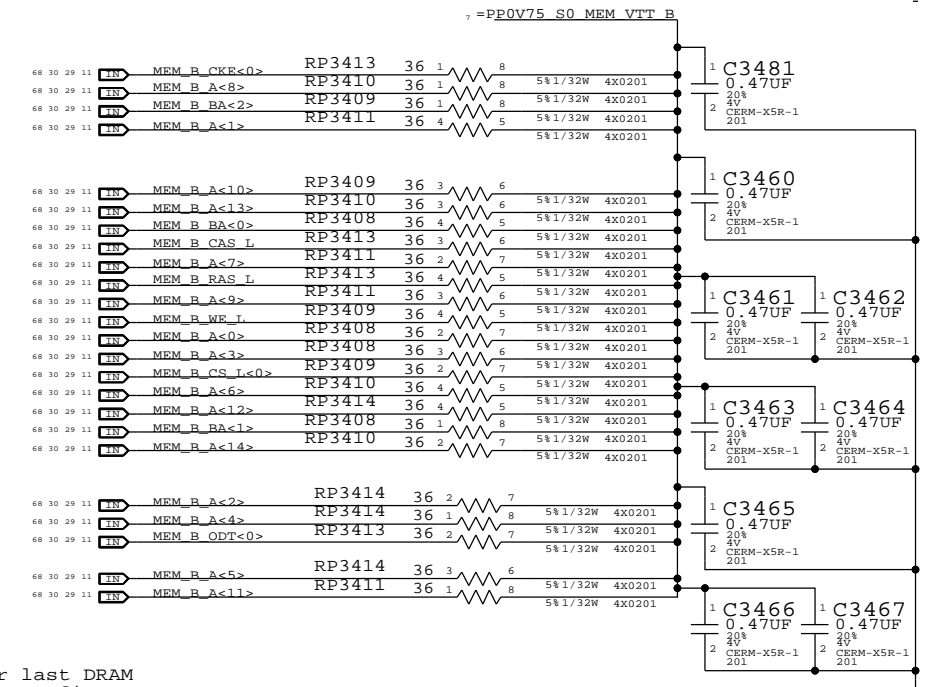 7 =PP0V75_S0_MEM_VTT_B
68 30 29 11 IN MEM_B_CKE<0> RP3413 36 1 8 5% 1/32W 4X0201
68 30 29 11 IN MEM_B_A<8> RP3410 36 1 8 5% 1/32W 4X0201
68 30 29 11 IN MEM_B_BA<2> RP3409 36 1 8 5% 1/32W 4X0201
68 30 29 11 IN MEM_B_A<1> RP3411 36 4 5 5% 1/32W 4X0201
1 C3481
0.47UF
20%
2 4V
CERM-X5R-1
201
68 30 29 11 IN MEM_B_A<10> RP3409 36 3 6 5% 1/32W 4X0201
68 30 29 11 IN MEM_B_A<13> RP3410 36 3 6 5% 1/32W 4X0201
68 30 29 11 IN MEM_B_BA<0> RP3408 36 4 5 5% 1/32W 4X0201
68 30 29 11 IN MEM_B_CAS_L RP3413 36 3 6 5% 1/32W 4X0201
68 30 29 11 IN MEM_B_A<7> RP3411 36 2 7 5% 1/32W 4X0201
68 30 29 11 IN MEM_B_RAS_L RP3413 36 4 5 5% 1/32W 4X0201
68 30 29 11 IN MEM_B_A<9> RP3411 36 3 6 5% 1/32W 4X0201
68 30 29 11 IN MEM_B_WE_L RP3409 36 4 5 5% 1/32W 4X0201
68 30 29 11 IN MEM_B_A<0> RP3408 36 2 7 5% 1/32W 4X0201
68 30 29 11 IN MEM_B_A<3> RP3408 36 3 6 5% 1/32W 4X0201
68 30 29 11 IN MEM_B_CS_L<0> RP3409 36 2 7 5% 1/32W 4X0201
68 30 29 11 IN MEM_B_A<6> RP3410 36 4 5 5% 1/32W 4X0201
68 30 29 11 IN MEM_B_A<12> RP3414 36 4 5 5% 1/32W 4X0201
68 30 29 11 IN MEM_B_BA<1> RP3408 36 1 8 5% 1/32W 4X0201
68 30 29 11 IN MEM_B_A<14> RP3410 36 2 7 5% 1/32W 4X0201
1 C3460
0.47UF
20%
2 4V
CERM-X5R-1
201
1 C3461 1 C3462
0.47UF 0.47UF
20% 20%
2 4V 2 4V
CERM-X5R-1 CERM-X5R-1
201 201
1 C3463 1 C3464
0.47UF 0.47UF
20% 20%
2 4V 2 4V
CERM-X5R-1 CERM-X5R-1
201 201
68 30 29 11 IN MEM_B_A<2> RP3414 36 2 7 5% 1/32W 4X0201
68 30 29 11 IN MEM_B_A<4> RP3414 36 1 8 5% 1/32W 4X0201
68 30 29 11 IN MEM_B_ODT<0> RP3413 36 2 7 5% 1/32W 4X0201
68 30 29 11 IN MEM_B_A<5> RP3414 36 3 6 5% 1/32W 4X0201
68 30 29 11 IN MEM_B_A<11> RP3411 36 1 8 5% 1/32W 4X0201
1 C3465
0.47UF
20%
2 4V
CERM-X5R-1
201
1 C3466 1 C3467
0.47UF 0.47UF
20% 20%
2 4V 2 4V
CERM-X5R-1 CERM-X5R-1
201 201
r last DRAM